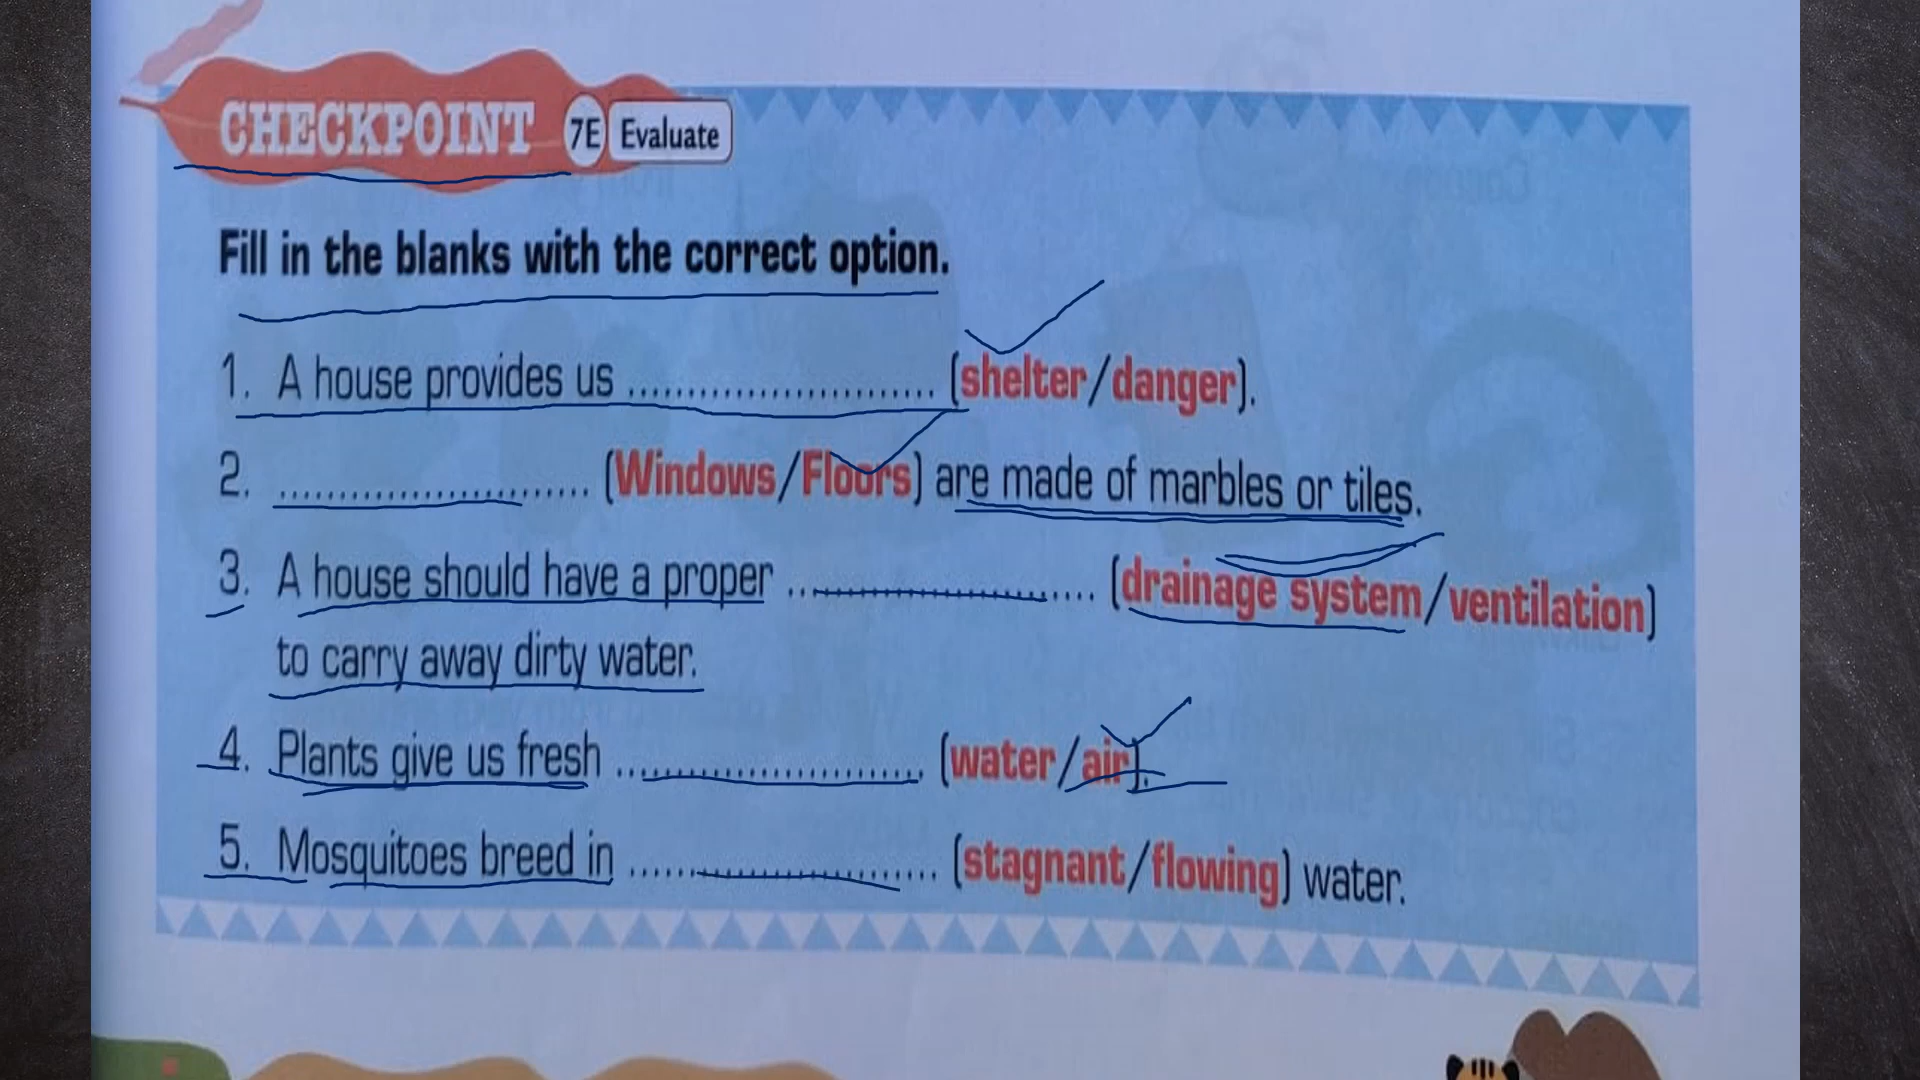 CHECKPOINT 7E Evaluate
Fill in the blanks with the correct option.
1. A house provides us .......................... (shelter/danger).
2. .......................... (Windows/Floors) are made of marbles or tiles.
3. A house should have a proper .......................... (drainage system/ventilation)
to carry away dirty water.
4. Plants give us fresh .......................... (water/air).
5. Mosquitoes breed in .......................... (stagnant/flowing) water.